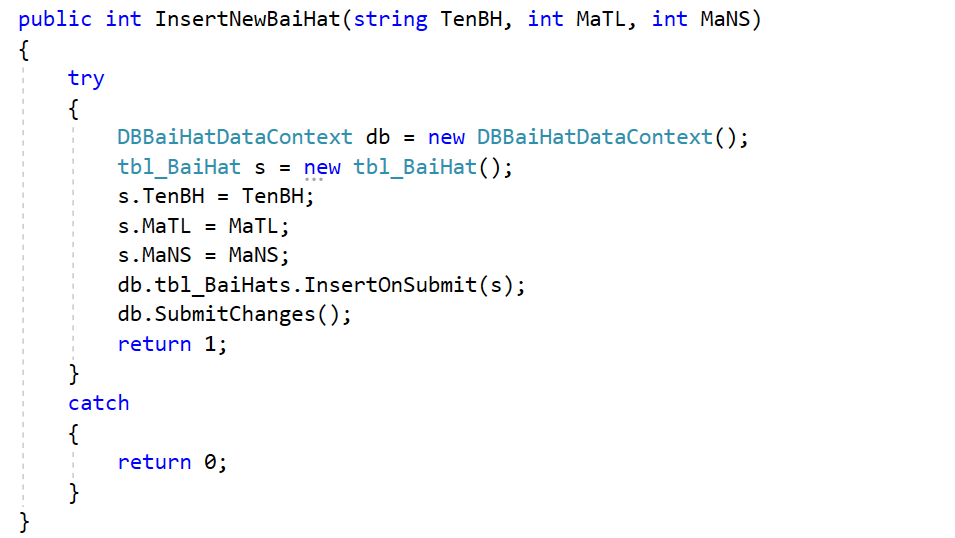 public int InsertNewBaiHat(string TenBH, int MaTL, int MaNS)
{
try
{
DBBaiHatDataContext db = new DBBaiHatDataContext();
tbl_BaiHat s = new tbl_BaiHat();
s.TenBH = TenBH;
s.MaTL = MaTL;
s.MaNS = MaNS;
db.tbl_BaiHats.InsertOnSubmit(s);
db.SubmitChanges();
return 1;
}
catch
{
return 0;
}
}